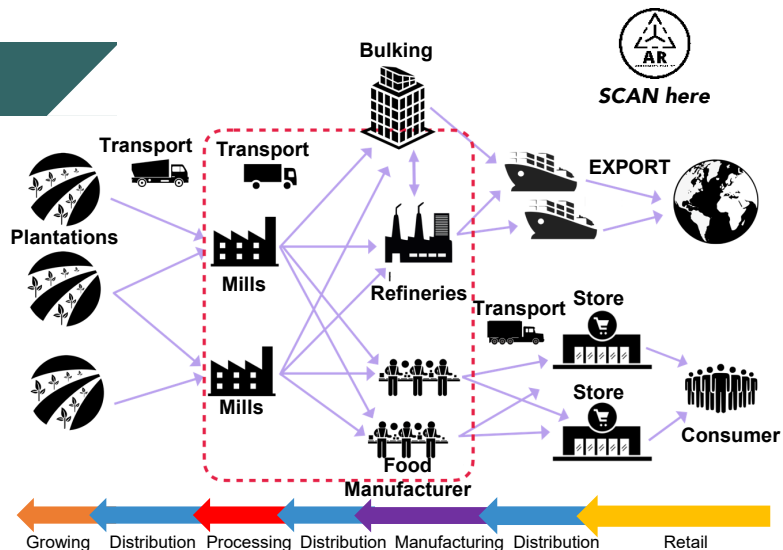 Bulking
AR
SCAN here
Transport
Transport
EXPORT
Plantations
Mills
Refineries
Transport
Store
Mills
Store
Consumer
Food
Manufacturer
Growing
Distribution
Processing
Distribution
Manufacturing
Distribution
Retail